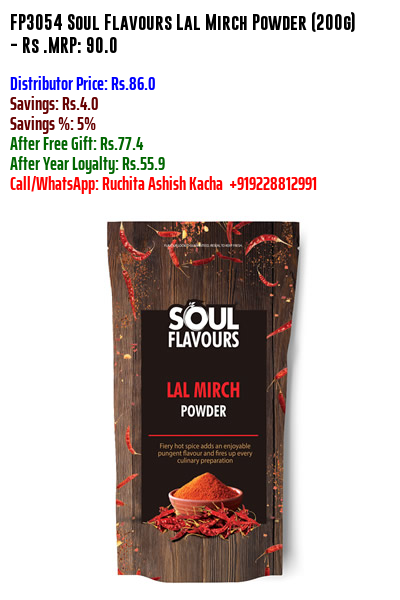 FP3054 Soul Flavours Lal Mirch Powder (200g)
- Rs .MRP: 90.0
Distributor Price: Rs.86.0
Savings: Rs.4.0
Savings %: 5%
After Free Gift: Rs.77.4
After Year Loyalty: Rs.55.9
Call/WhatsApp: Ruchita Ashish Kacha +919228812991
SOUL
FLAVOURS
LAL MIRCH
POWDER
Fiery hot spice adds an enjoyable
pungent flavour and fires up every
culinary preparation